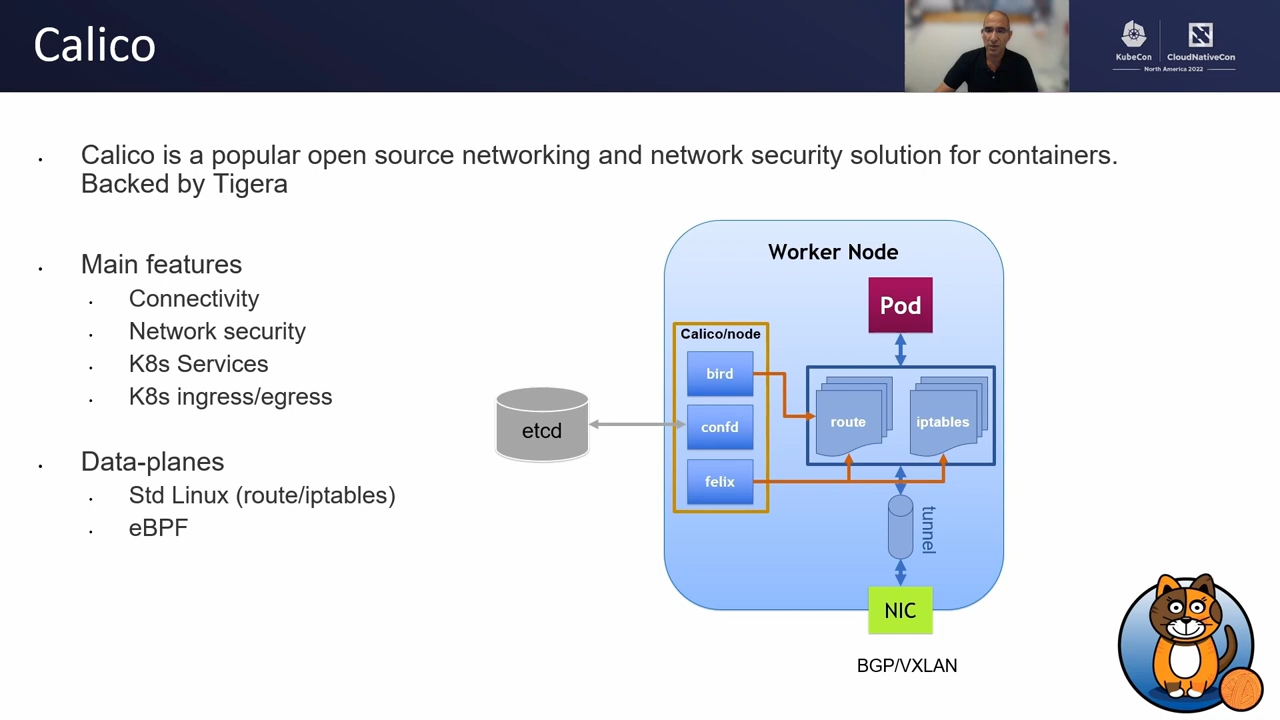 Calico
KubeCon
CloudNativeCon
North America 2022
Calico is a popular open source networking and network security solution for containers.
Backed by Tigera
Main features
Connectivity
Network security
K8s Services
K8s ingress/egress
Data-planes
Std Linux (route/iptables)
eBPF
Worker Node
Pod
Calico/node
bird
confd
felix
etcd
route
iptables
tunnel
NIC
BGP/VXLAN